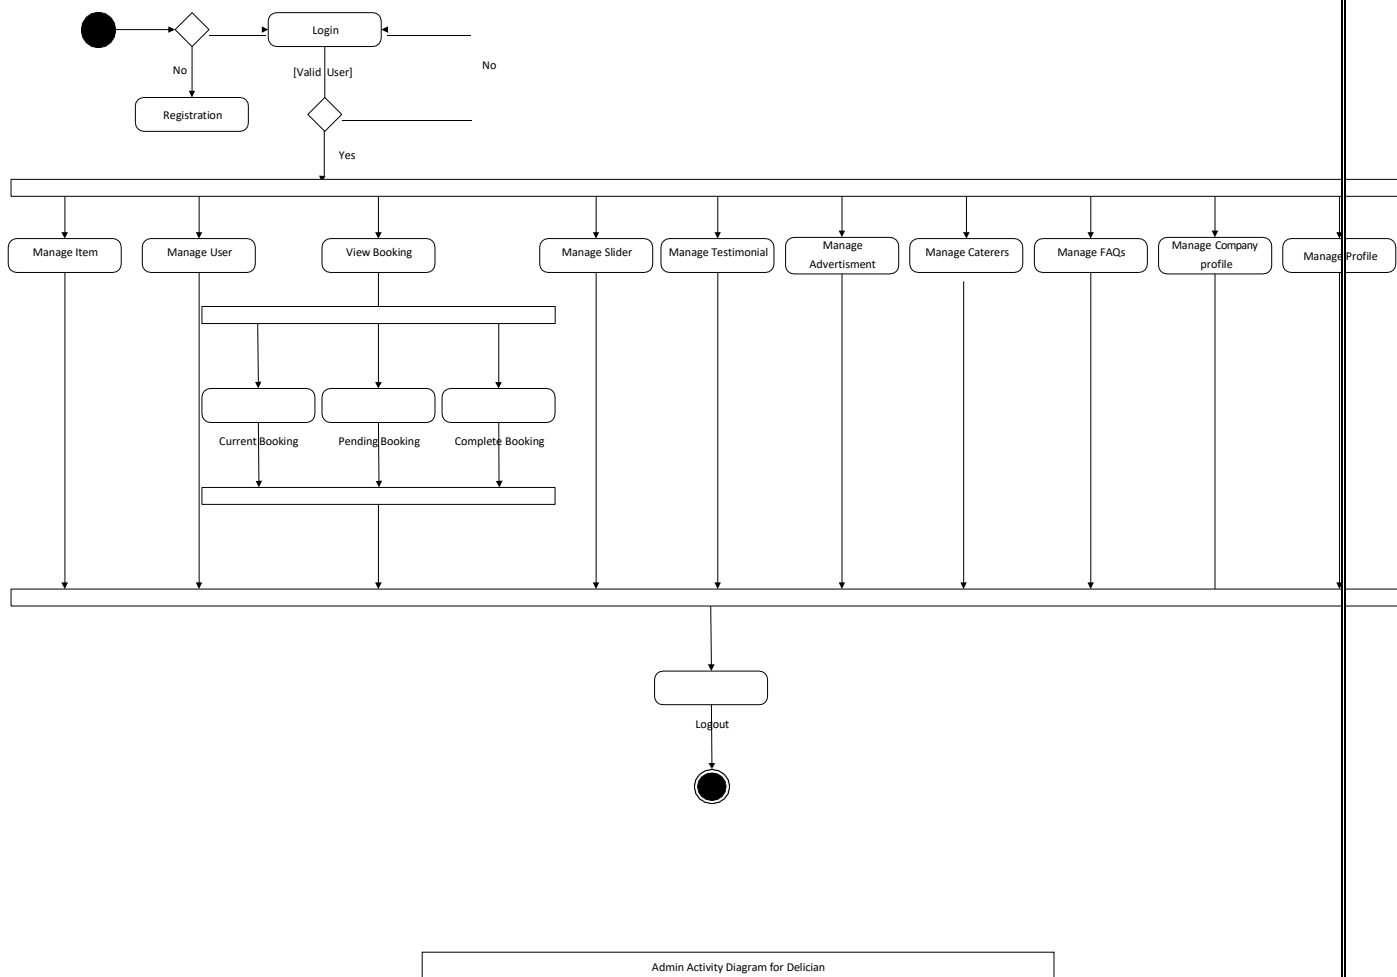 Login
No
[Valid User]
No
Registration
Yes
Manage Item
Manage User
View Booking
Manage Slider
Manage Testimonial
Manage
Advertisment
Manage Caterers
Manage FAQs
Manage Company
profile
Manage Profile
Current Booking
Pending Booking
Complete Booking
Logout
Admin Activity Diagram for Delician